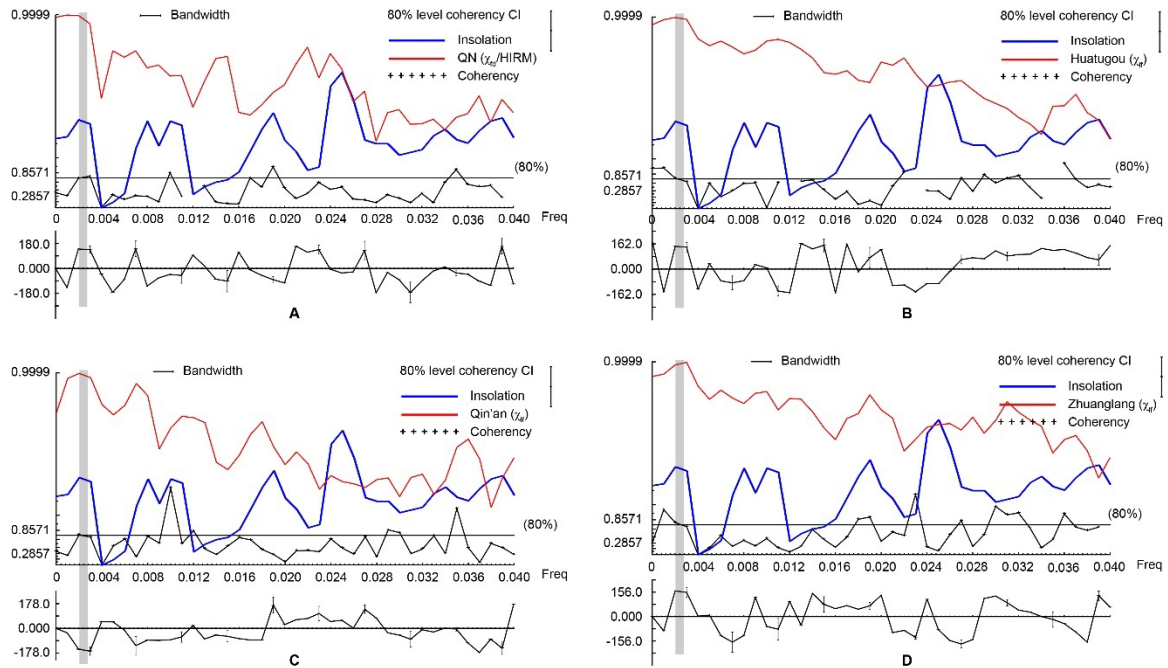 0.9999
Bandwidth
80% level coherency CI
Insolation
QN (χfd/HIRM)
Coherency
0.8571
0.2857
(80%)
0 0.004 0.008 0.012 0.016 0.020 0.024 0.028 0.032 0.036 0.040 Freq
180.0
0.000
-180.0
A
0.9999
Bandwidth
80% level coherency CI
Insolation
Huatugou (χlf)
Coherency
0.8571
0.2857
(80%)
0 0.004 0.008 0.012 0.016 0.020 0.024 0.028 0.032 0.036 0.040
Freq
162.0
0.000
-162.0
B
0.9999
Bandwidth
80% level coherency CI
Insolation
Qin'an (χlf)
Coherency
0.8571
0.2857
(80%)
0.000 0.004 0.008 0.012 0.016 0.020 0.024 0.028 0.032 0.036 0.040
Freq
178.0
0.000
-178.0
C
0.9999
Bandwidth
80% level coherency CI
Insolation
Zhuanglang (χlf)
Coherency
0.8571
0.2857
(80%)
0 0.004 0.008 0.012 0.016 0.020 0.024 0.028 0.032 0.036 0.040
Freq
156.0
0.000
-156.0
D